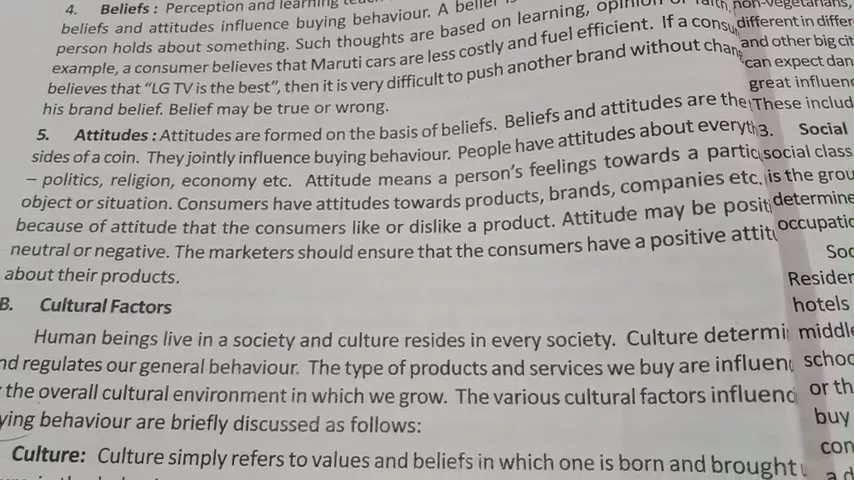 4. Beliefs : Perception and learning
beliefs and attitudes influence buying behaviour. A belief is
person holds about something. Such thoughts are based on learning, opinion or faith.
example, a consumer believes that Maruti cars are less costly and fuel efficient. If a consu
believes that “LG TV is the best”, then it is very difficult to push another brand without chan
his brand belief. Belief may be true or wrong.
5. Attitudes : Attitudes are formed on the basis of beliefs. Beliefs and attitudes are the
sides of a coin. They jointly influence buying behaviour. People have attitudes about everyth
– politics, religion, economy etc. Attitude means a person’s feelings towards a partic
object or situation. Consumers have attitudes towards products, brands, companies etc.
because of attitude that the consumers like or dislike a product. Attitude may be positi
neutral or negative. The marketers should ensure that the consumers have a positive attitu
about their products.
B. Cultural Factors
Human beings live in a society and culture resides in every society. Culture determi
nd regulates our general behaviour. The type of products and services we buy are influen
the overall cultural environment in which we grow. The various cultural factors influenc
ying behaviour are briefly discussed as follows:
Culture: Culture simply refers to values and beliefs in which one is born and brought u
non-vegetarians,
different in differ
and other big cit
can expect dan
great influenc
These includ
3. Social
social class
is the grou
determine
occupatio
Soc
Residen
hotels
middle
schoo
or th
buy
con
a d